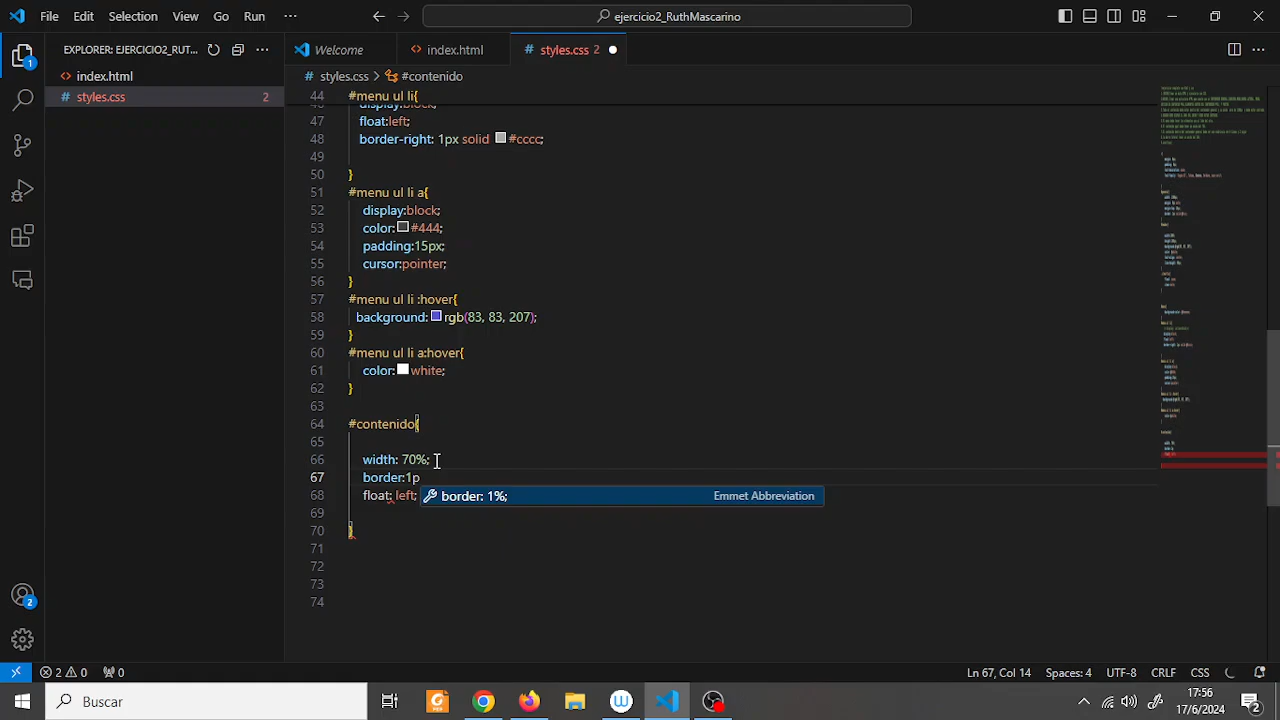 File Edit Selection View Go Run
ejercicio2_RuthMascarino
EXPLORER: EJERCICIO2_RUT...
index.html
styles.css 2
Welcome
index.html
styles.css 2
styles.css > #contenido
44 #menu ul li{
display:block;
47 float:left;
48 border-right: 1px solid #cccc;
49
50 }
51 #menu ul li a{
52 display:block;
53 color: #444;
54 padding:15px;
55 cursor:pointer;
56 }
57 #menu ul li :hover{
58 background: rgb(83, 83, 207);
59 }
60 #menu ul li a:hover{
61 color: white;
62 }
63
64 #contenido{
65
66 width: 70%;
67 border:1p
68 float: left;
69
70 }
71
72
73
74
border: 1%; Emmet Abbreviation
1
2
2 0 0
Ln 67, Col 14 Spaces: 4 UTF-8 CRLF CSS
Buscar
17:56
17/6/2024
2